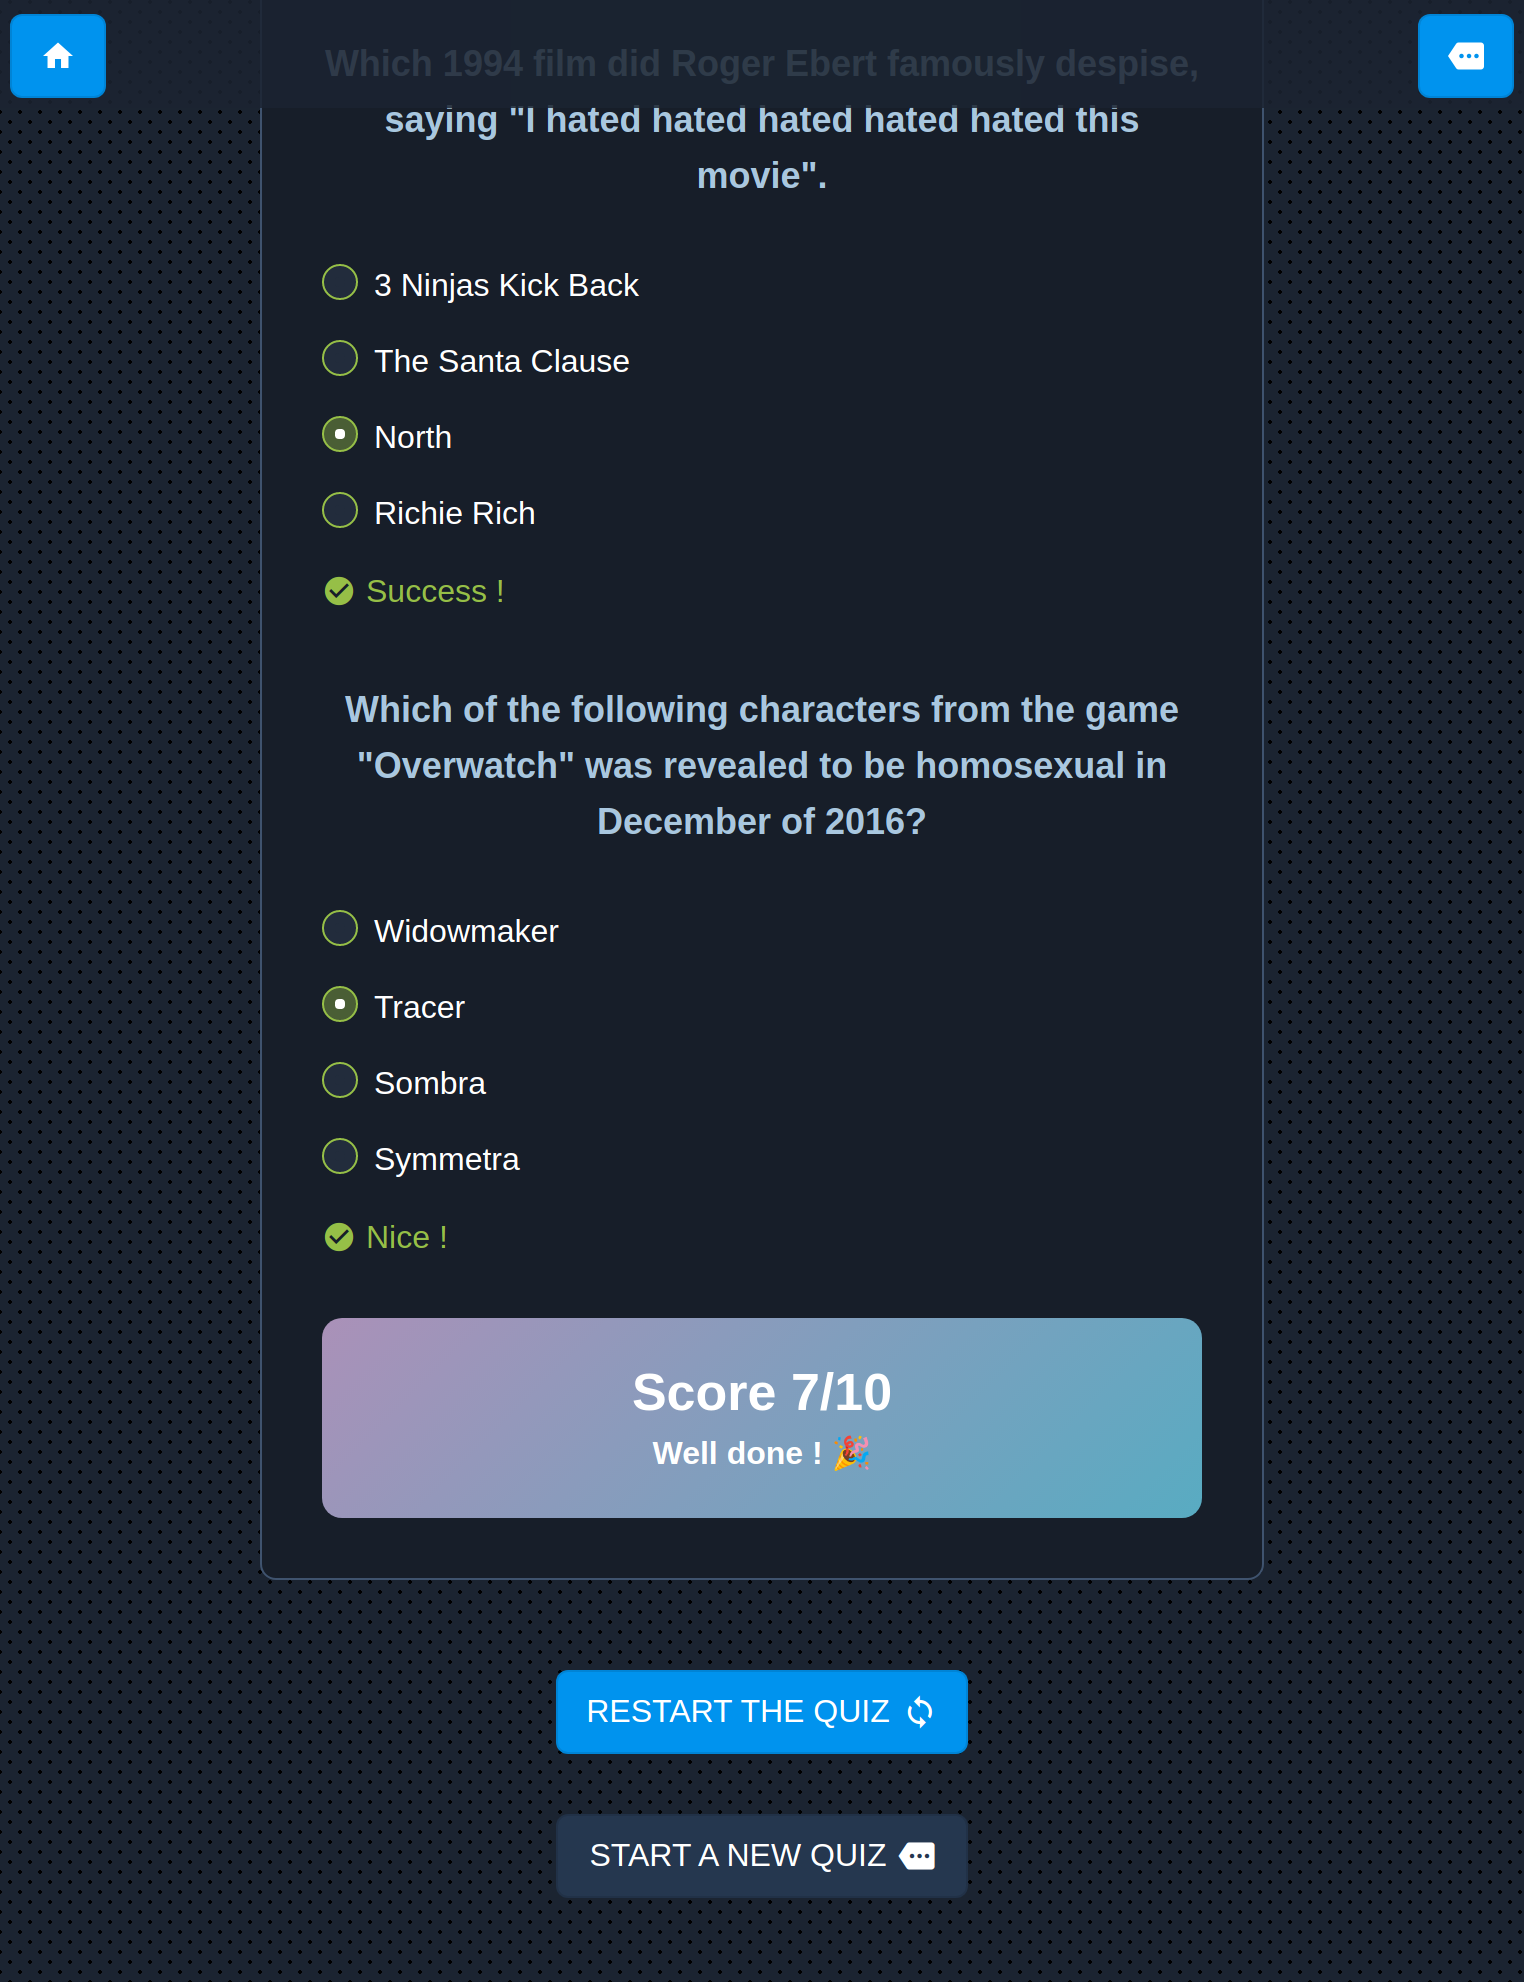 Which 1994 film did Roger Ebert famously despise,
saying "I hated hated hated hated hated this
movie".
3 Ninjas Kick Back
The Santa Clause
North
Richie Rich
Success !
Which of the following characters from the game
"Overwatch" was revealed to be homosexual in
December of 2016?
Widowmaker
Tracer
Sombra
Symmetra
Nice !
Score 7/10
Well done ! 🎉
RESTART THE QUIZ
START A NEW QUIZ